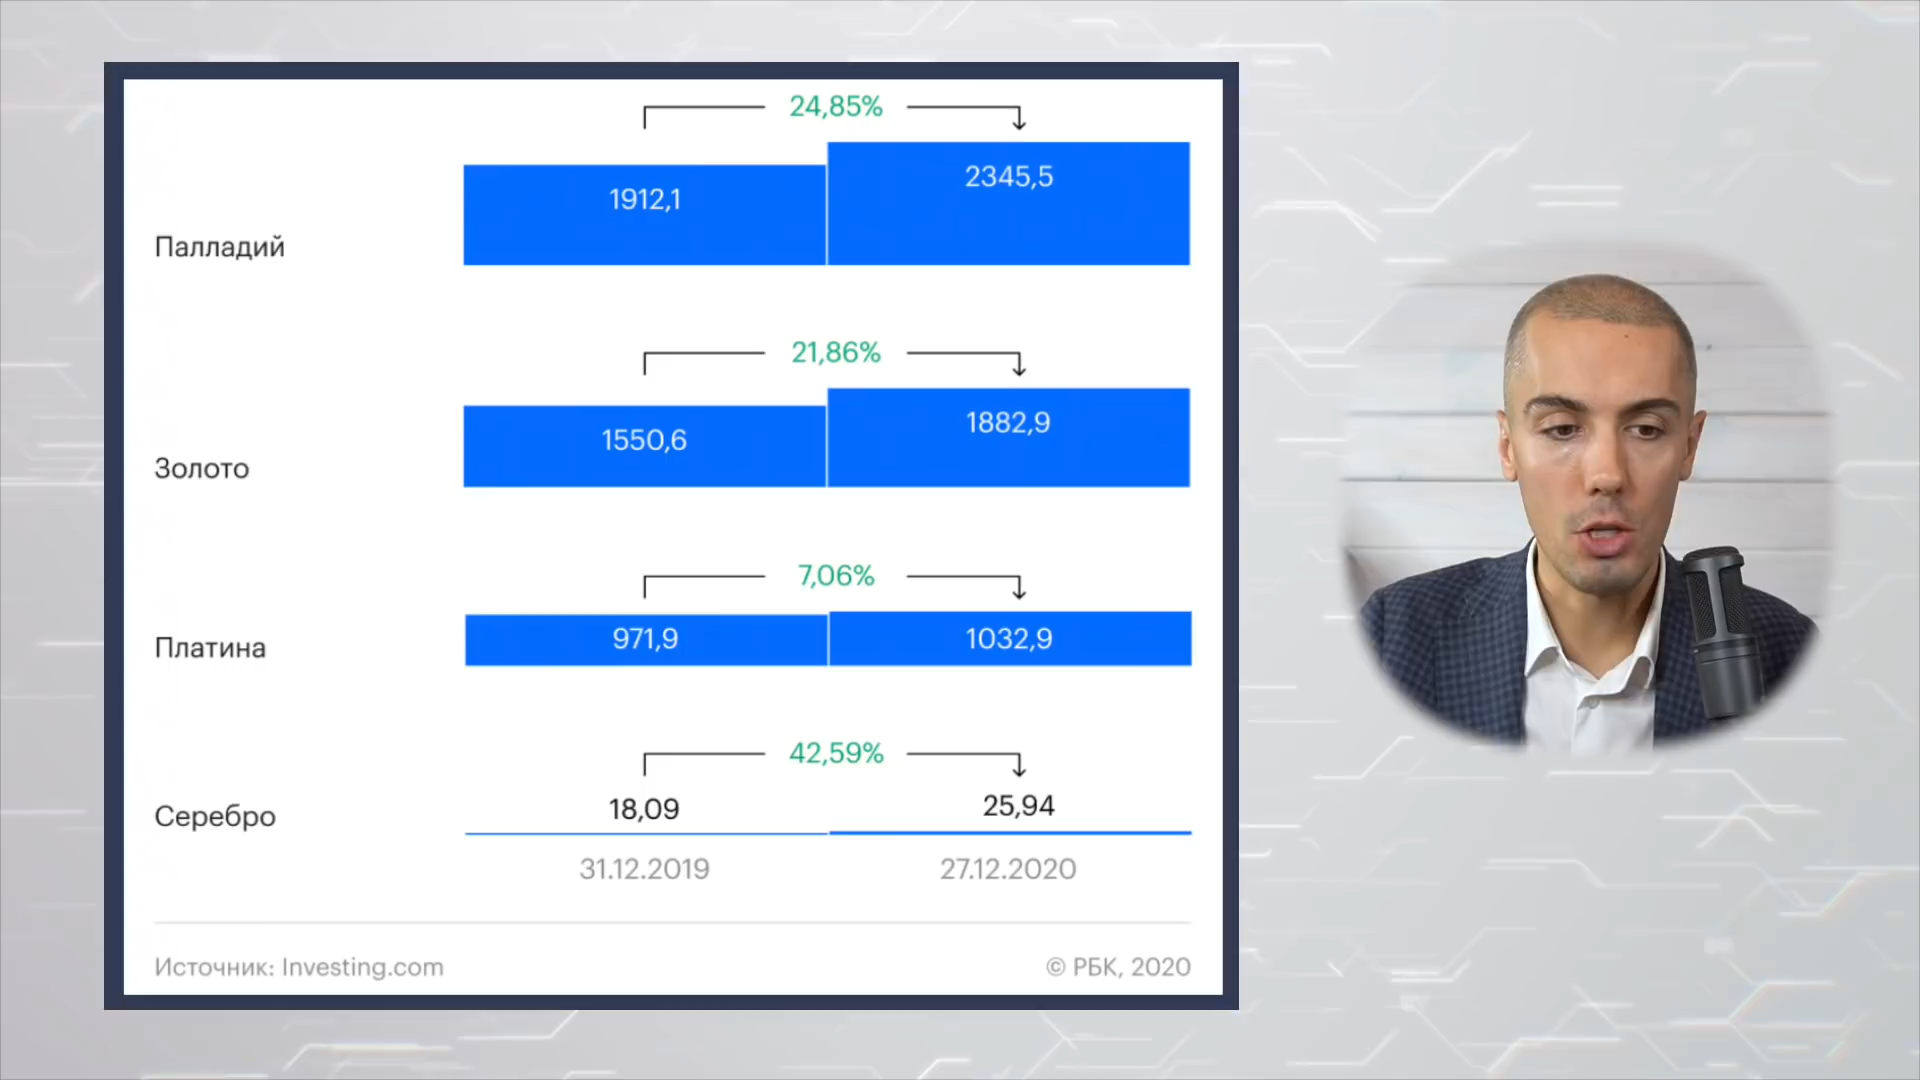 24,85%
1912,1
2345,5
Палладий
21,86%
1550,6
1882,9
Золото
7,06%
971,9
1032,9
Платина
42,59%
18,09
25,94
Серебро
31.12.2019
27.12.2020
Источник: Investing.com
© РБК, 2020